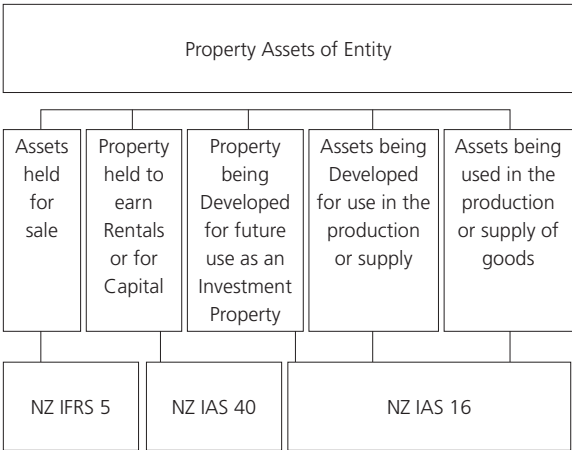 Property Assets of Entity
Assets
held
for
sale
Property
held to
earn
Rentals
or for
Capital
Property
being
Developed
for future
use as an
Investment
Property
Assets being
Developed
for use in the
production
or supply
Assets being
used in the
production
or supply of
goods
NZ IFRS 5
NZ IAS 40
NZ IAS 16